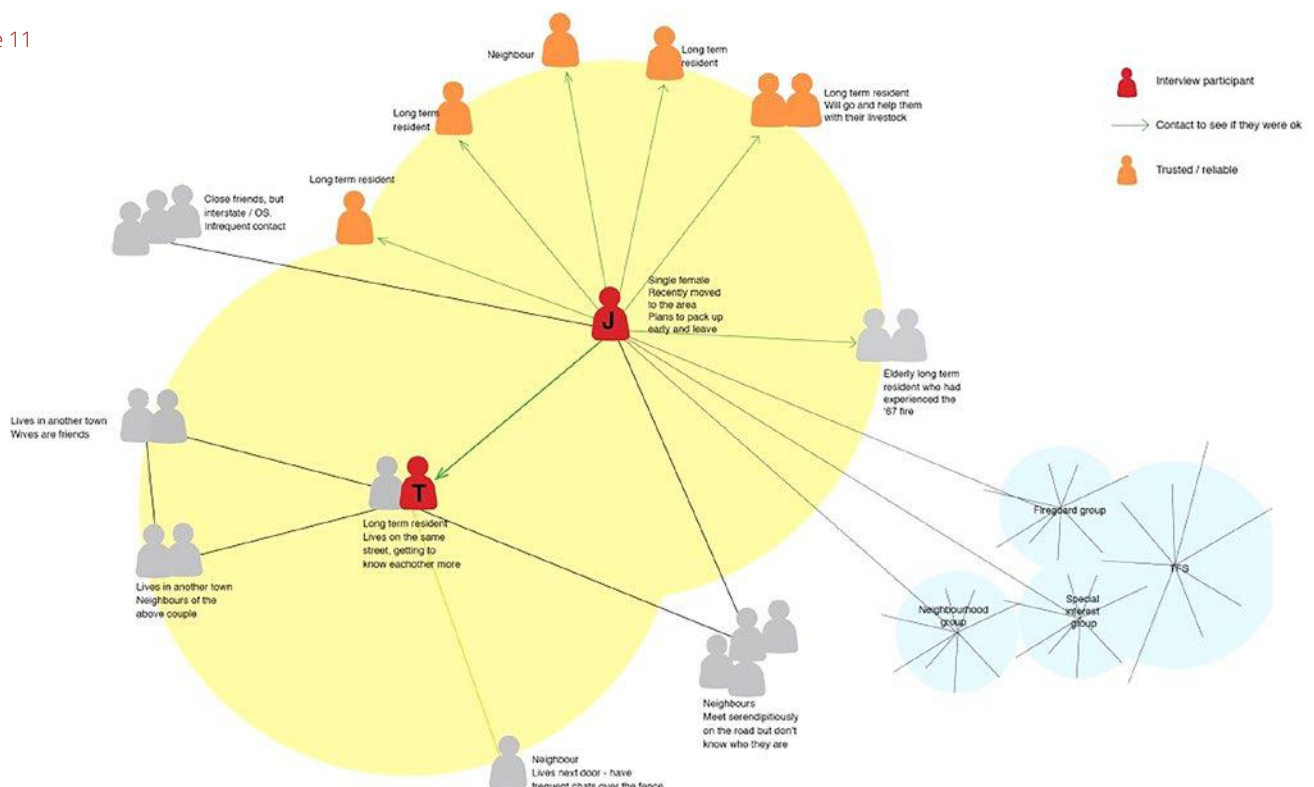 e 11
Neighbour
Long term
resident
Long term
resident
Long term resident
Will go and help them
with their livestock
Long term resident
Close friends, but
interstate / OS.
Infrequent contact
Interview participant
Contact to see if they were ok
Trusted / reliable
Single female
Recently moved
to the area
Plans to pack up
early and leave
J
Elderly long term
resident who had
experienced the
'67 fire
Lives in another town
Wives are friends
T
Long term resident
Lives on the same
street, getting to
know eachother more
Lives in another town
Neighbours of the
above couple
Fireguard group
TFS
Special
interest
group
Neighbourhood
group
Neighbours
Meet serendipitiously
on the road but don't
know who they are
Neighbour
Lives next door - have
frequent chats over the fence